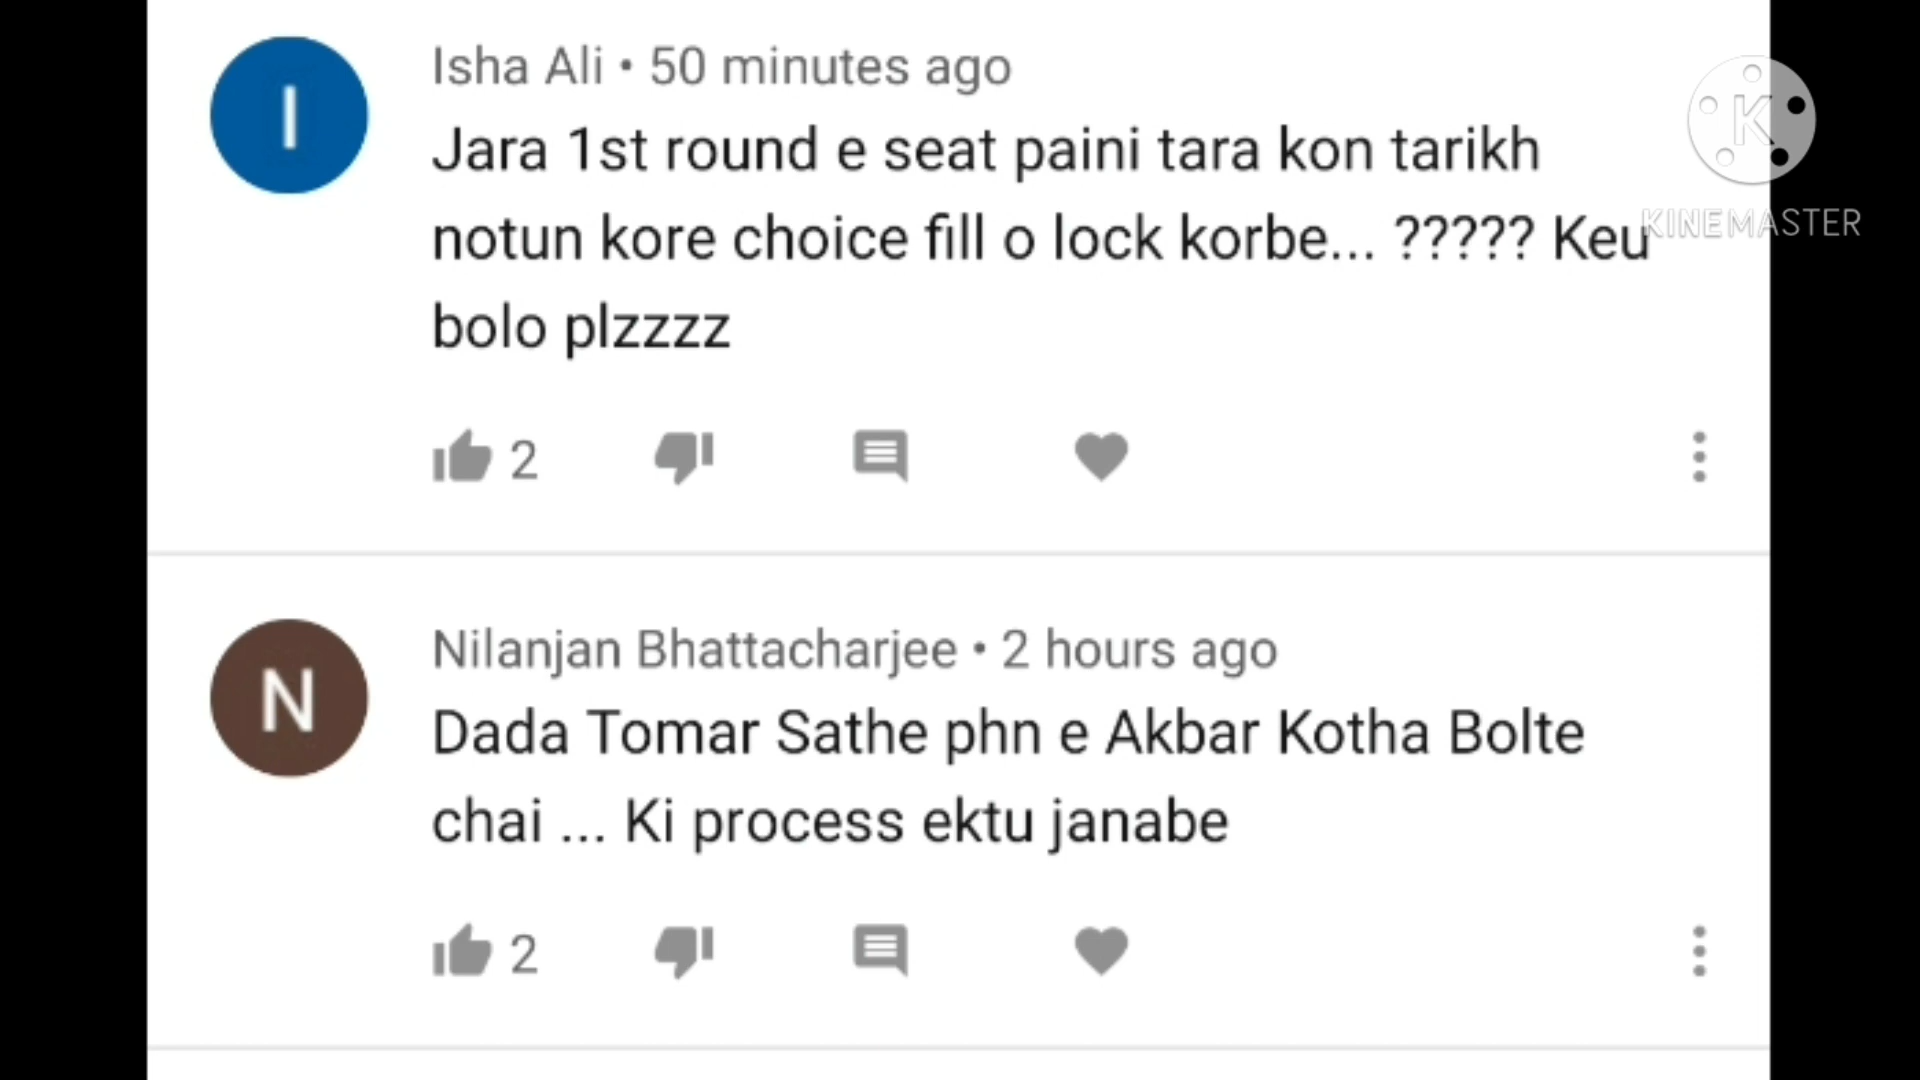 I
Isha Ali • 50 minutes ago
Jara 1st round e seat paini tara kon tarikh
notun kore choice fill o lock korbe... ????? Keu
bolo plzzzz
2
K
KINEMASTER
N
Nilanjan Bhattacharjee • 2 hours ago
Dada Tomar Sathe phn e Akbar Kotha Bolte
chai ... Ki process ektu janabe
2